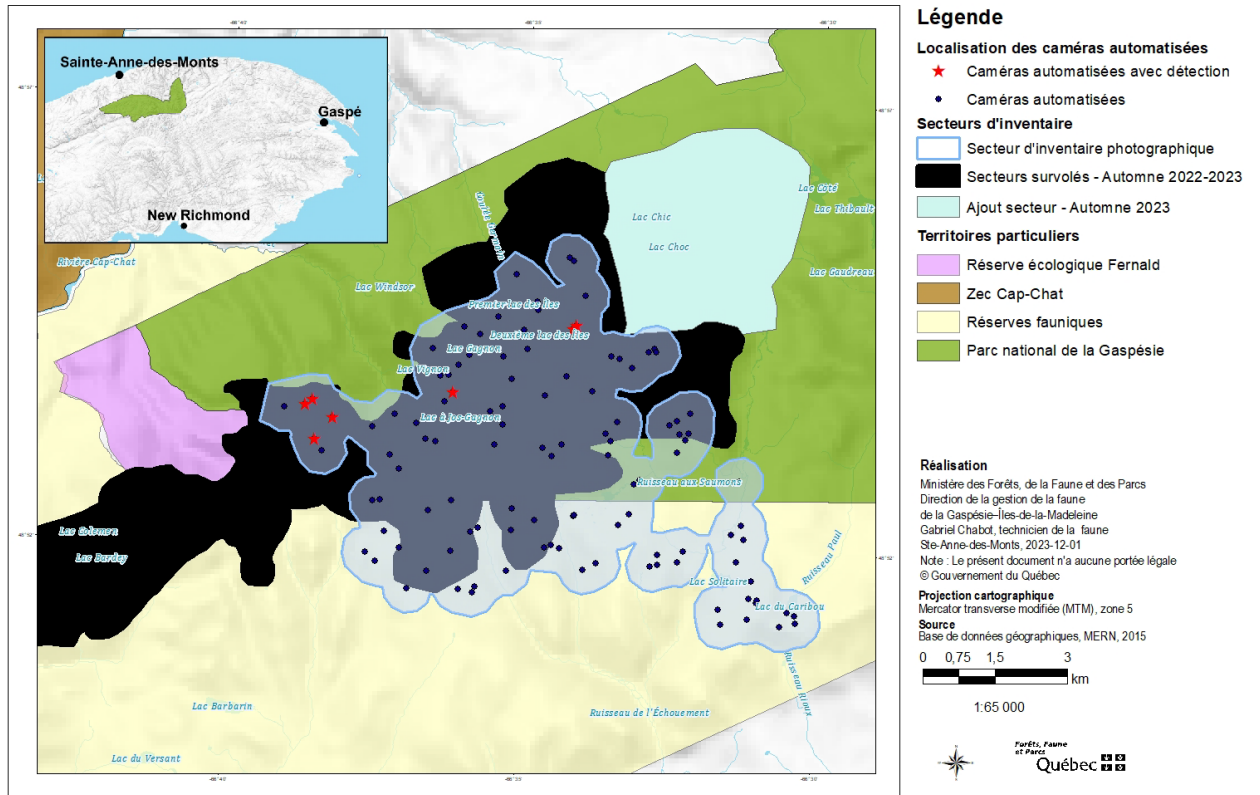 Sainte-Anne-des-Monts
Gaspé
New Richmond
Rivière Cap-Chat
Lac Windsor
Lac Chic
Lac Choc
Lac Côté
Lac Thibault
Lac Gaudreau
Premier lac des Îles
Deuxième lac des Îles
Lac Gagnon
Lac Vignon
Lac à Jos-Gagnon
Ruisseau aux Saumons
Lac Bardey
Lac Solitaire
Lac du Caribou
Ruisseau Paul
Ruisseau Rioux
Lac Barbarin
Ruisseau de l'Échouement
Lac du Versant
Légende
Localisation des caméras automatisées
Caméras automatisées avec détection
Caméras automatisées
Secteurs d'inventaire
Secteur d'inventaire photographique
Secteurs survolés - Automne 2022-2023
Ajout secteur - Automne 2023
Territoires particuliers
Réserve écologique Fernald
Zec Cap-Chat
Réserves fauniques
Parc national de la Gaspésie
Réalisation
Ministère des Forêts, de la Faune et des Parcs
Direction de la gestion de la faune
de la Gaspésie–Îles-de-la-Madeleine
Gabriel Chabot, technicien de la faune
Ste-Anne-des-Monts, 2023-12-01
Note : Le présent document n'a aucune portée légale
© Gouvernement du Québec
Projection cartographique
Mercator transverse modifiée (MTM), zone 5
Source
Base de données géographiques, MERN, 2015
0 0,75 1,5 3
km
1:65 000
Forêts, Faune
et Parcs
Québec